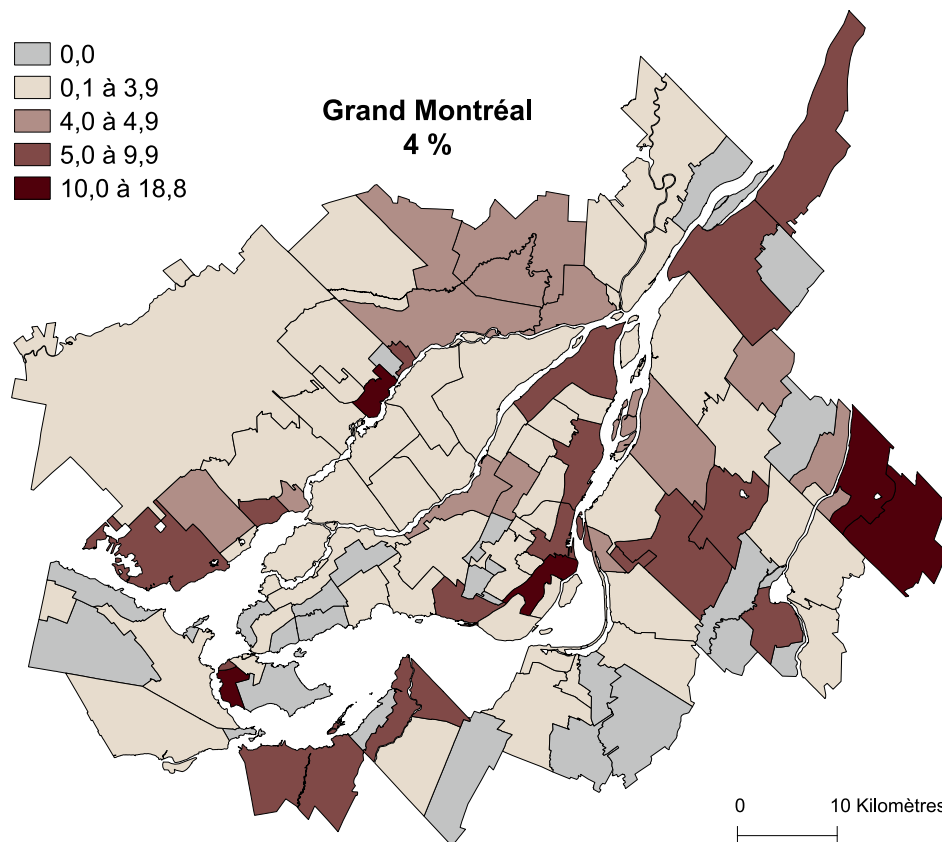 0,0
0,1 à 3,9
4,0 à 4,9
5,0 à 9,9
10,0 à 18,8
Grand Montréal
4 %
0 10 Kilomètres